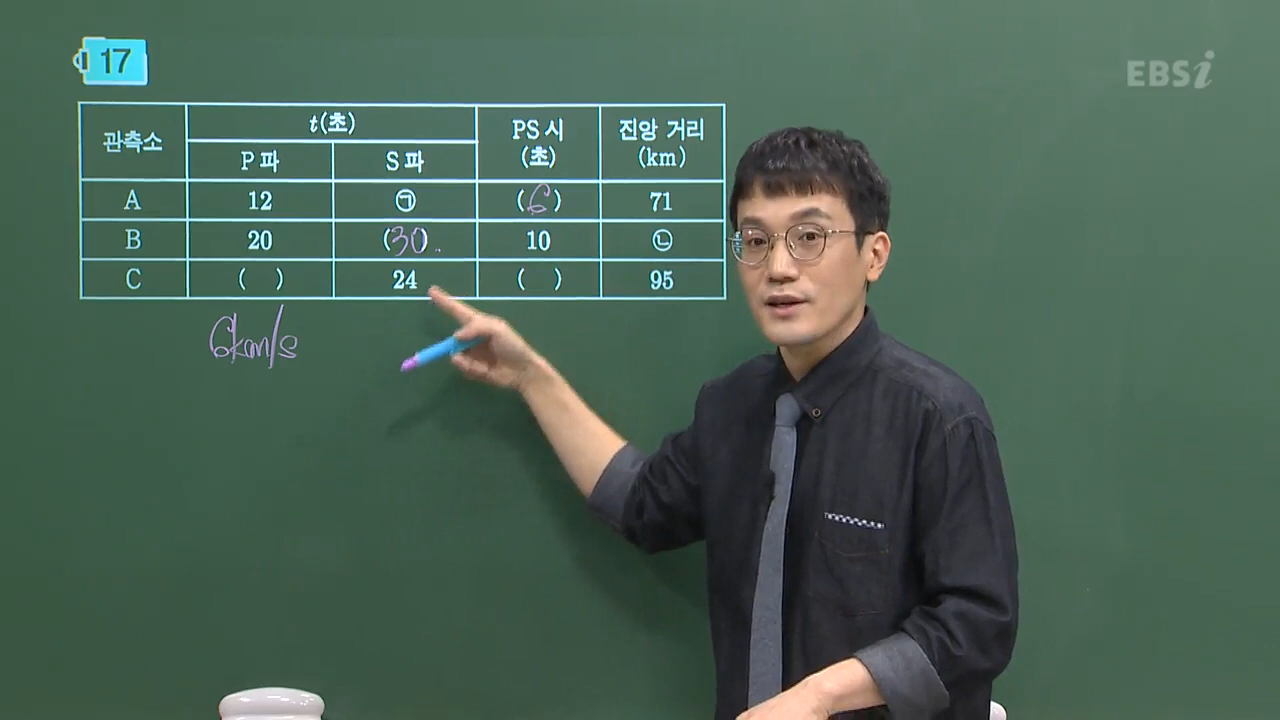 17
EBSi
관측소 t(초) PS시 (초) 진앙 거리 (km)
P파 S파
A 12 ㉠ (6) 71
B 20 (30.. 10 ㉡
C ( ) 24 ( ) 95
6km/s